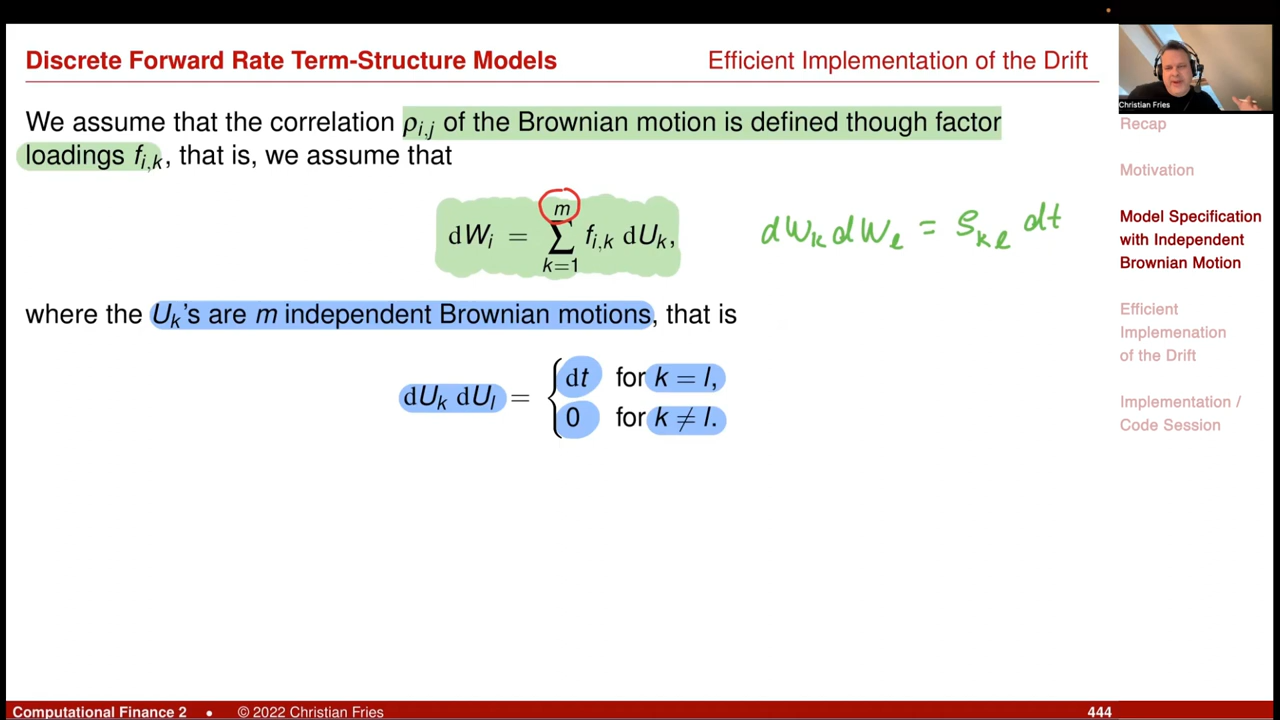 Discrete Forward Rate Term-Structure Models
Efficient Implementation of the Drift
We assume that the correlation ρi,j of the Brownian motion is defined though factor
loadings fi,k, that is, we assume that
dWi = ∑_{k=1}^{m} fi,k dUk,
dWk dWl = ρkl dt
where the Uk's are m independent Brownian motions, that is
dUk dUl = { dt for k = l,
0 for k ≠ l.
Christian Fries
Recap
Motivation
Model Specification
with Independent
Brownian Motion
Efficient
Implemenation
of the Drift
Implementation /
Code Session
Computational Finance 2 • © 2022 Christian Fries
444